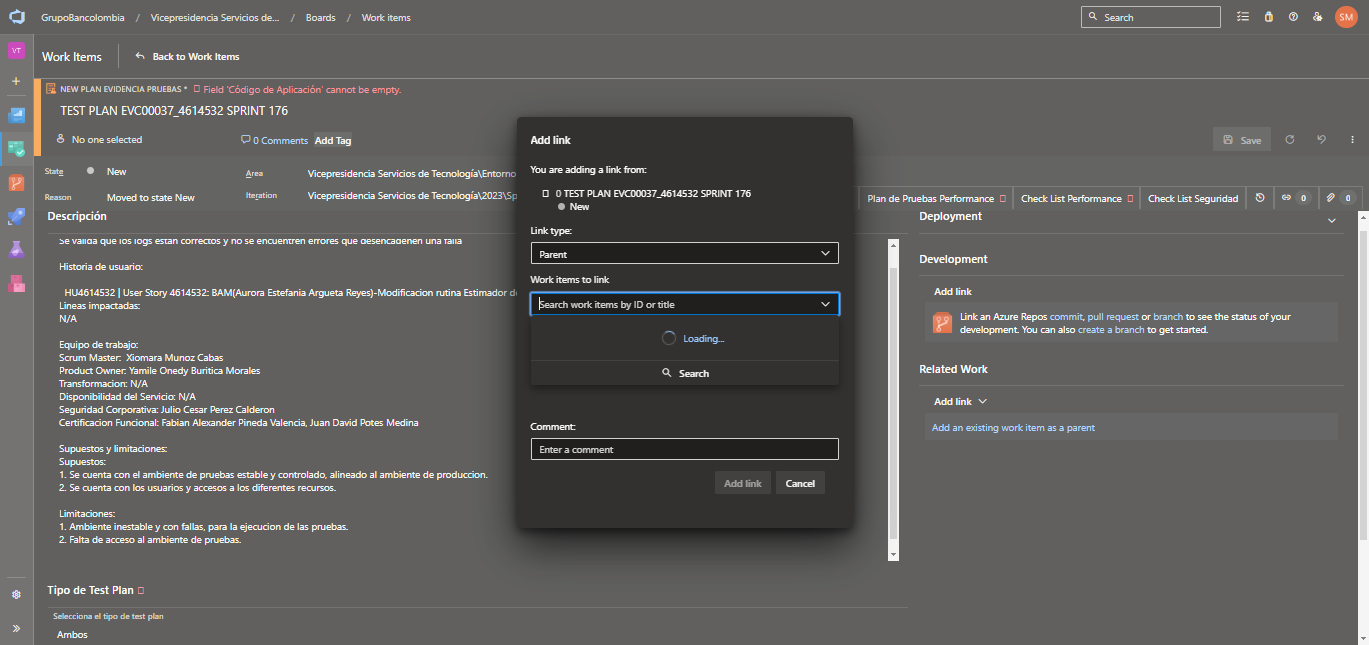 GrupoBancolombia / Vicepresidencia Servicios de... / Boards / Work items
Search
SM
VT
Work Items
Back to Work Items
NEW PLAN EVIDENCIA PRUEBAS * Field 'Código de Aplicación' cannot be empty.
TEST PLAN EVC00037_4614532 SPRINT 176
No one selected
0 Comments
Add Tag
Save
State
New
Area
Vicepresidencia Servicios de Tecnología\Entorno
Reason
Moved to state New
Iteration
Vicepresidencia Servicios de Tecnología\2023\Sp
Plan de Pruebas Performance
Check List Performance
Check List Seguridad
0
0
Descripción
Se valida que los logs estan correctos y no se encuentren errores que desencadenen una falla
Historia de usuario:
HU4614532 | User Story 4614532: BAM(Aurora Estefania Argueta Reyes)-Modificacion rutina Estimador de
Lineas impactadas:
N/A
Equipo de trabajo:
Scrum Master: Xiomara Munoz Cabas
Product Owner: Yamile Onedy Buritica Morales
Transformacion: N/A
Disponibilidad del Servicio: N/A
Seguridad Corporativa: Julio Cesar Perez Calderon
Certificacion Funcional: Fabian Alexander Pineda Valencia, Juan David Potes Medina
Supuestos y limitaciones:
Supuestos:
1. Se cuenta con el ambiente de pruebas estable y controlado, alineado al ambiente de produccion.
2. Se cuenta con los usuarios y accesos a los diferentes recursos.
Limitaciones:
1. Ambiente inestable y con fallas, para la ejecucion de las pruebas.
2. Falta de acceso al ambiente de pruebas.
Tipo de Test Plan
Selecciona el tipo de test plan
Ambos
Add link
You are adding a link from:
0 TEST PLAN EVC00037_4614532 SPRINT 176
New
Link type:
Parent
Work items to link
Search work items by ID or title
Loading...
Search
Comment:
Enter a comment
Add link
Cancel
Deployment
Development
Add link
Link an Azure Repos commit, pull request or branch to see the status of your
development. You can also create a branch to get started.
Related Work
Add link
Add an existing work item as a parent